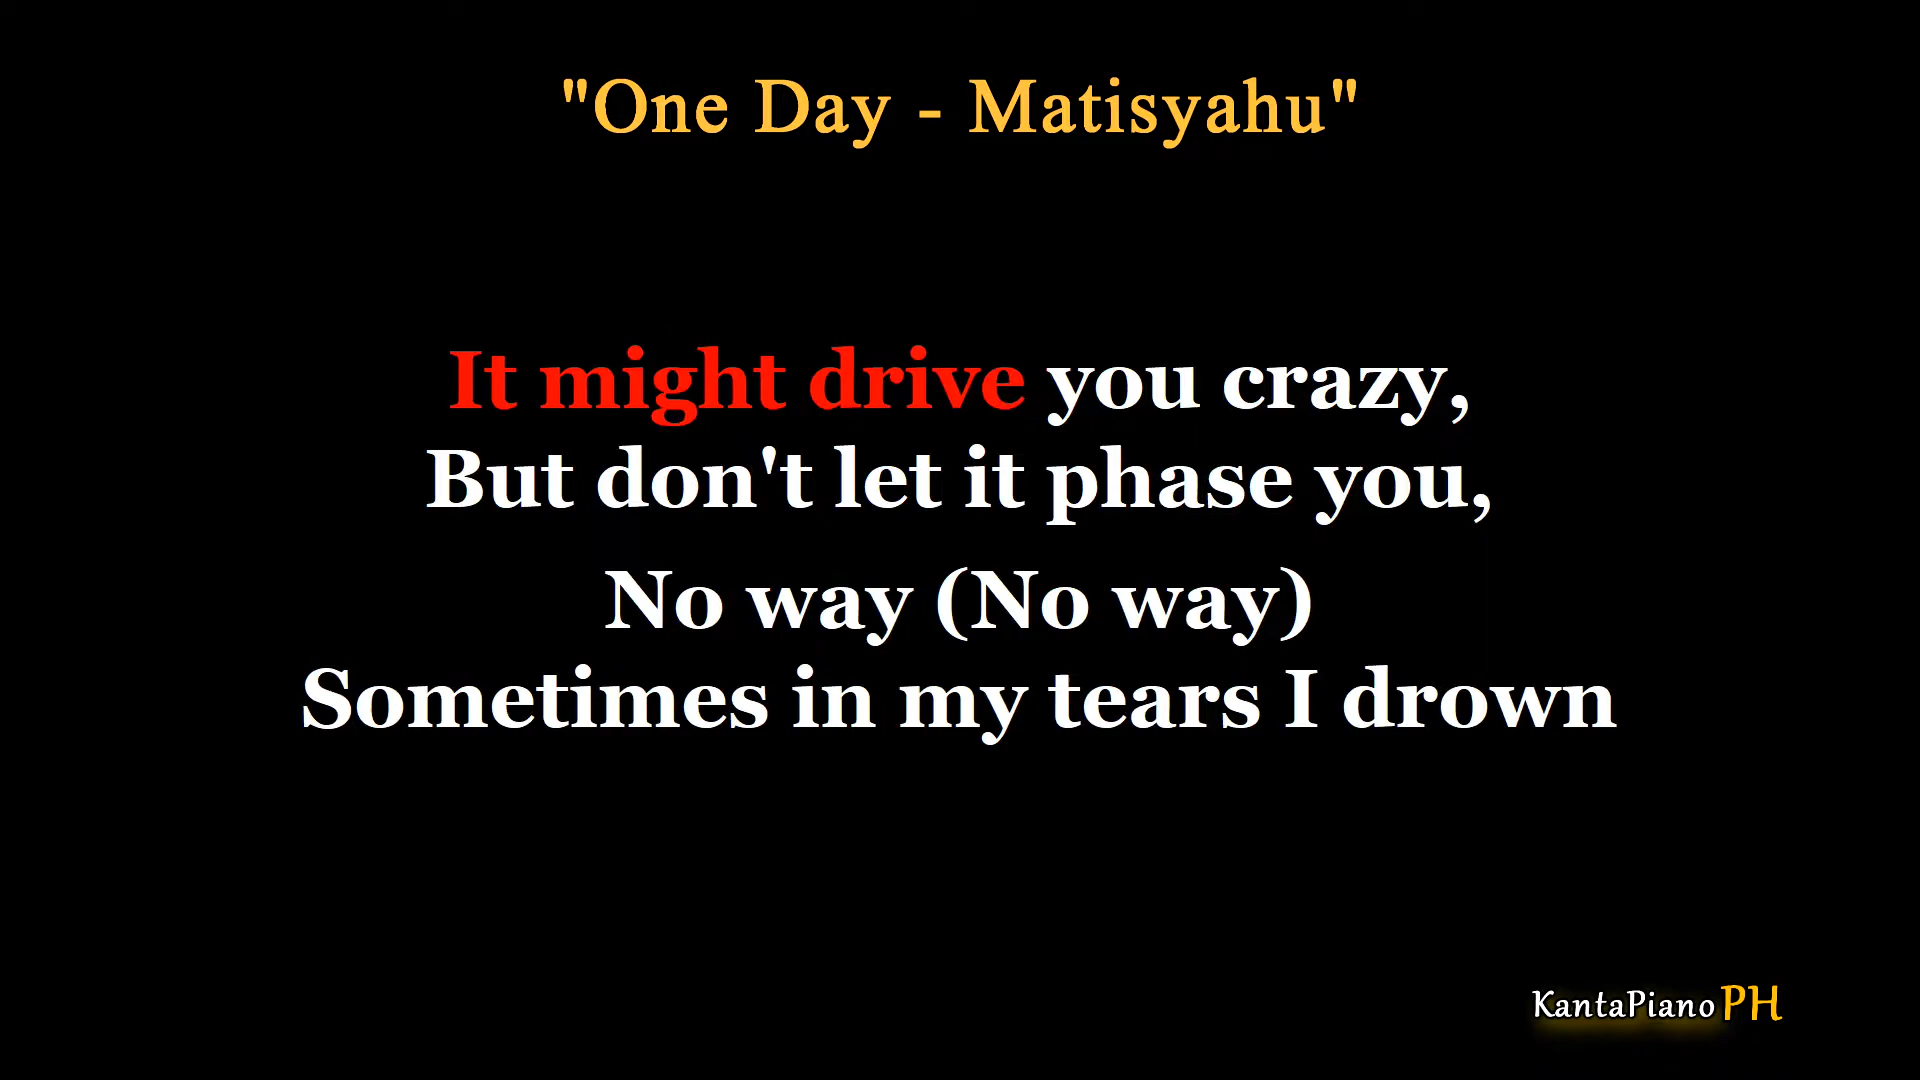 "One Day - Matisyahu"
It might drive you crazy,
But don't let it phase you,
No way (No way)
Sometimes in my tears I drown
KantaPiano PH